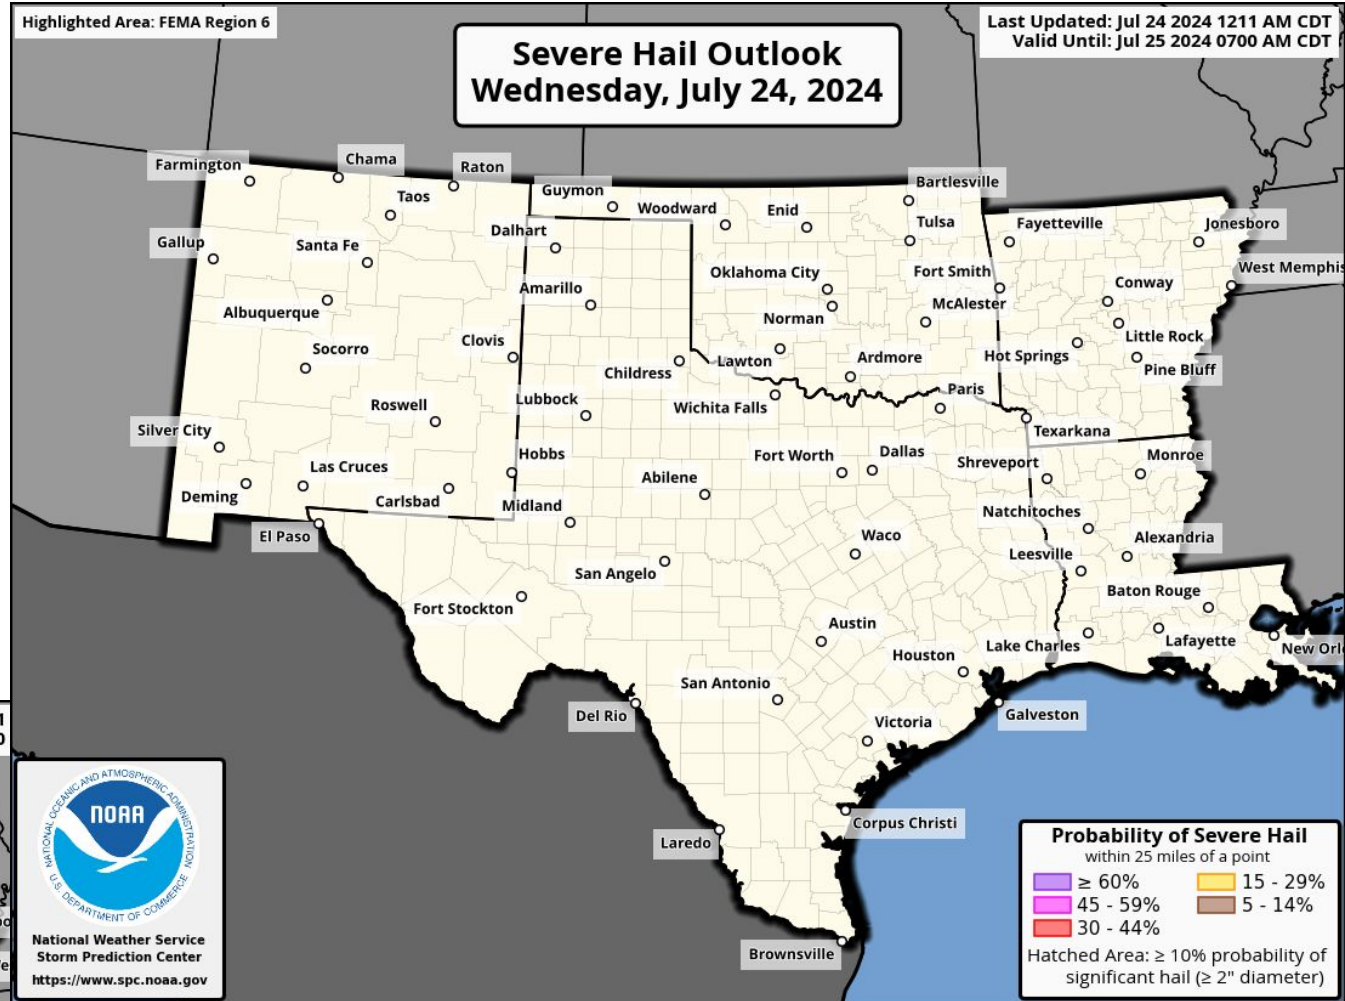 Highlighted Area: FEMA Region 6
Last Updated: Jul 24 2024 1211 AM CDT
Valid Until: Jul 25 2024 0700 AM CDT
Severe Hail Outlook
Wednesday, July 24, 2024
Farmington
Chama
Raton
Taos
Guymon
Woodward
Enid
Bartlesville
Tulsa
Fayetteville
Jonesboro
Gallup
Santa Fe
Dalhart
Oklahoma City
Fort Smith
West Memphis
Amarillo
Conway
Albuquerque
Norman
McAlester
Socorro
Clovis
Little Rock
Childress
Lawton
Ardmore
Hot Springs
Pine Bluff
Roswell
Lubbock
Wichita Falls
Paris
Silver City
Texarkana
Hobbs
Fort Worth
Dallas
Shreveport
Monroe
Las Cruces
Abilene
Deming
Carlsbad
Midland
Natchitoches
El Paso
Waco
Alexandria
San Angelo
Leesville
Fort Stockton
Baton Rouge
Austin
Lake Charles
Lafayette
New Orl
Houston
San Antonio
Del Rio
Victoria
Galveston
Corpus Christi
Laredo
Brownsville
NATIONAL OCEANIC AND ATMOSPHERIC ADMINISTRATION
NOAA
U.S. DEPARTMENT OF COMMERCE
National Weather Service
Storm Prediction Center
https://www.spc.noaa.gov
Probability of Severe Hail
within 25 miles of a point
≥ 60%
15 - 29%
45 - 59%
5 - 14%
30 - 44%
Hatched Area: ≥ 10% probability of
significant hail (≥ 2" diameter)